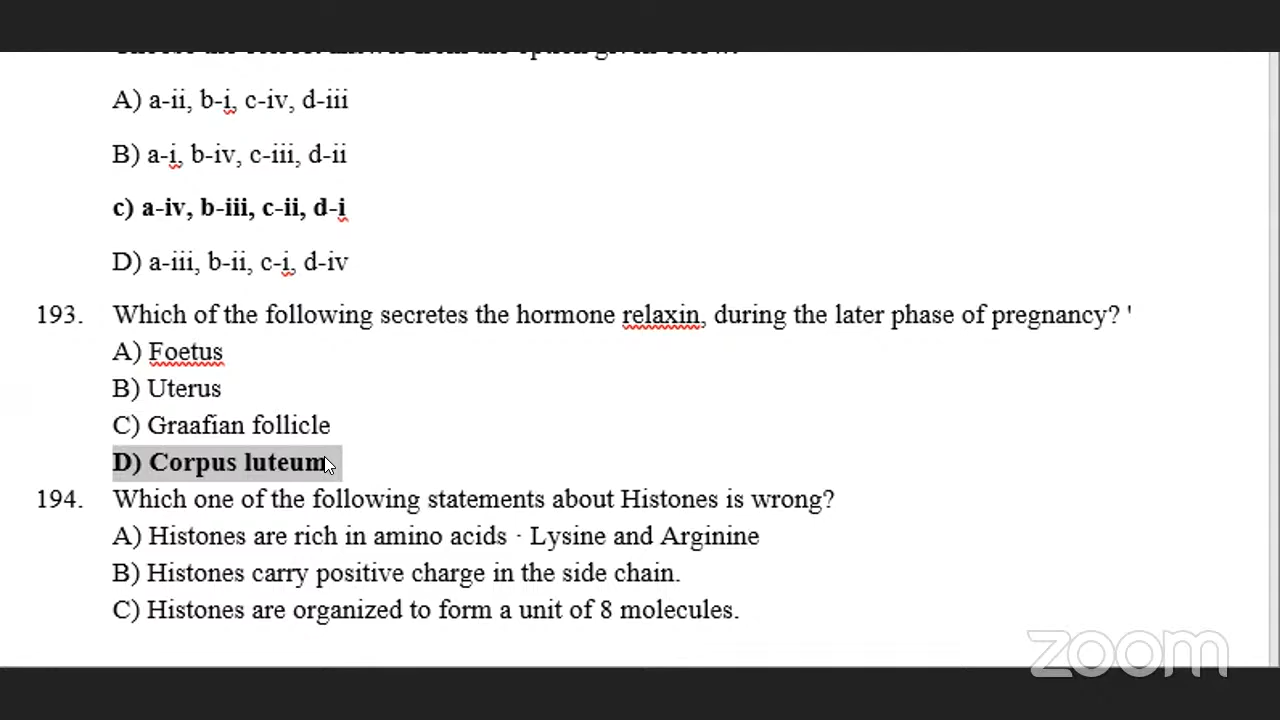 A) a-ii, b-i, c-iv, d-iii
B) a-i, b-iv, c-iii, d-ii
c) a-iv, b-iii, c-ii, d-i
D) a-iii, b-ii, c-i, d-iv
193. Which of the following secretes the hormone relaxin, during the later phase of pregnancy? '
A) Foetus
B) Uterus
C) Graafian follicle
D) Corpus luteum
194. Which one of the following statements about Histones is wrong?
A) Histones are rich in amino acids · Lysine and Arginine
B) Histones carry positive charge in the side chain.
C) Histones are organized to form a unit of 8 molecules.
zoom